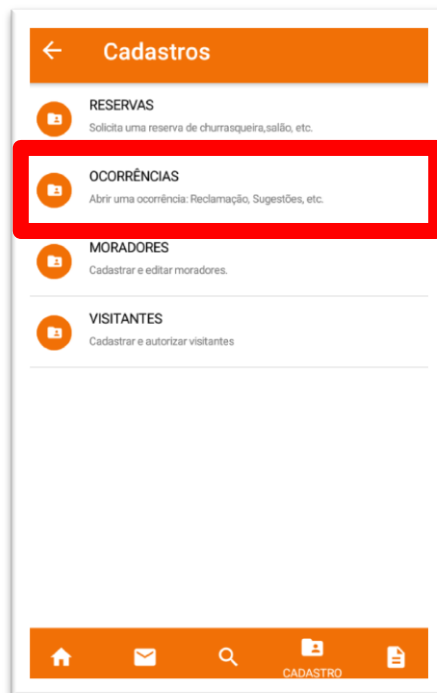 Cadastros
RESERVAS
Solicita uma reserva de churrasqueira,salão, etc.
OCORRÊNCIAS
Abrir uma ocorrência: Reclamação, Sugestões, etc.
MORADORES
Cadastrar e editar moradores.
VISITANTES
Cadastrar e autorizar visitantes
CADASTRO